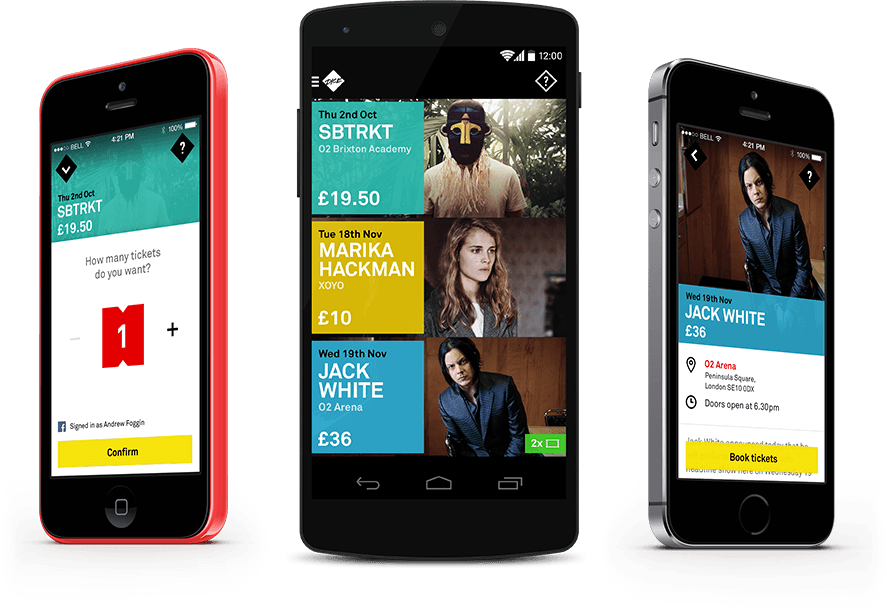 BELL
4:21 PM
100%
?
Thu 2nd Oct
SBTRKT
£19.50
How many tickets
do you want?
1
+
Signed in as Andrew Foggin
Confirm
12:00
DICE
?
Thu 2nd Oct
SBTRKT
O2 Brixton Academy
£19.50
Tue 18th Nov
MARIKA
HACKMAN
XOYO
£10
Wed 19th Nov
JACK
WHITE
O2 Arena
£36
2x
BELL
4:21 PM
100%
?
Wed 19th Nov
JACK WHITE
£36
O2 Arena
Peninsula Square,
London SE10 0DX
Doors open at 6.30pm
Jack White announced today that he
Book tickets
headline show here on Wednesday 19